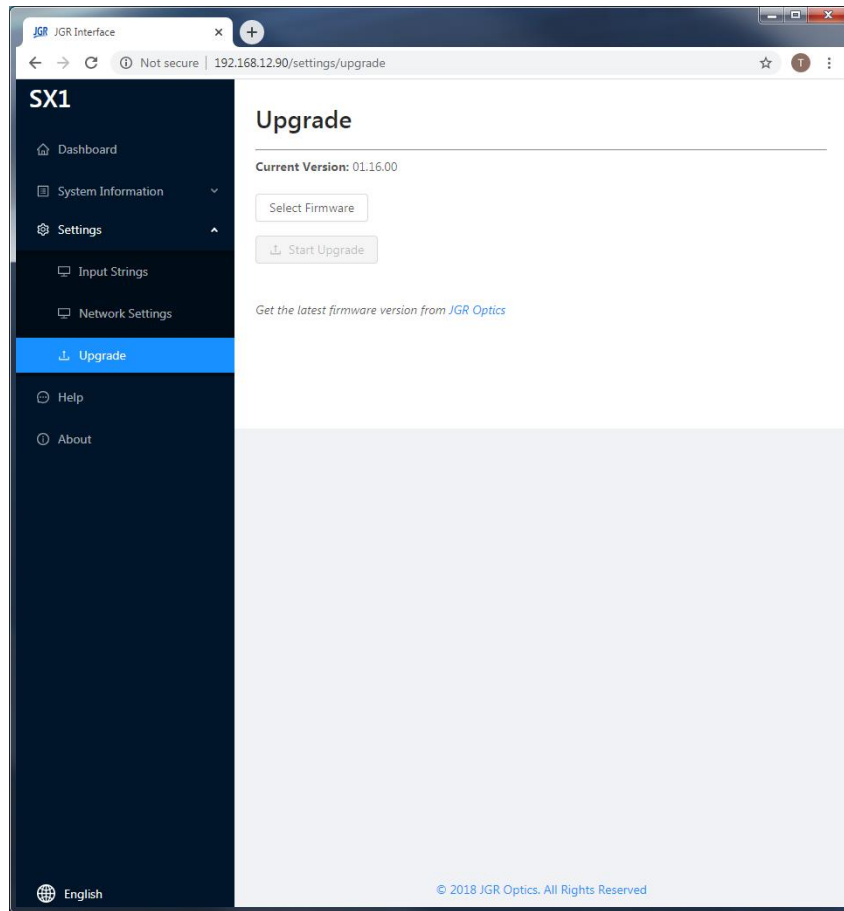 JGR JGR Interface
Not secure | 192.168.12.90/settings/upgrade
T
SX1
Dashboard
System Information
Settings
Input Strings
Network Settings
Upgrade
Help
About
English
Upgrade
Current Version: 01.16.00
Select Firmware
Start Upgrade
Get the latest firmware version from JGR Optics
© 2018 JGR Optics. All Rights Reserved